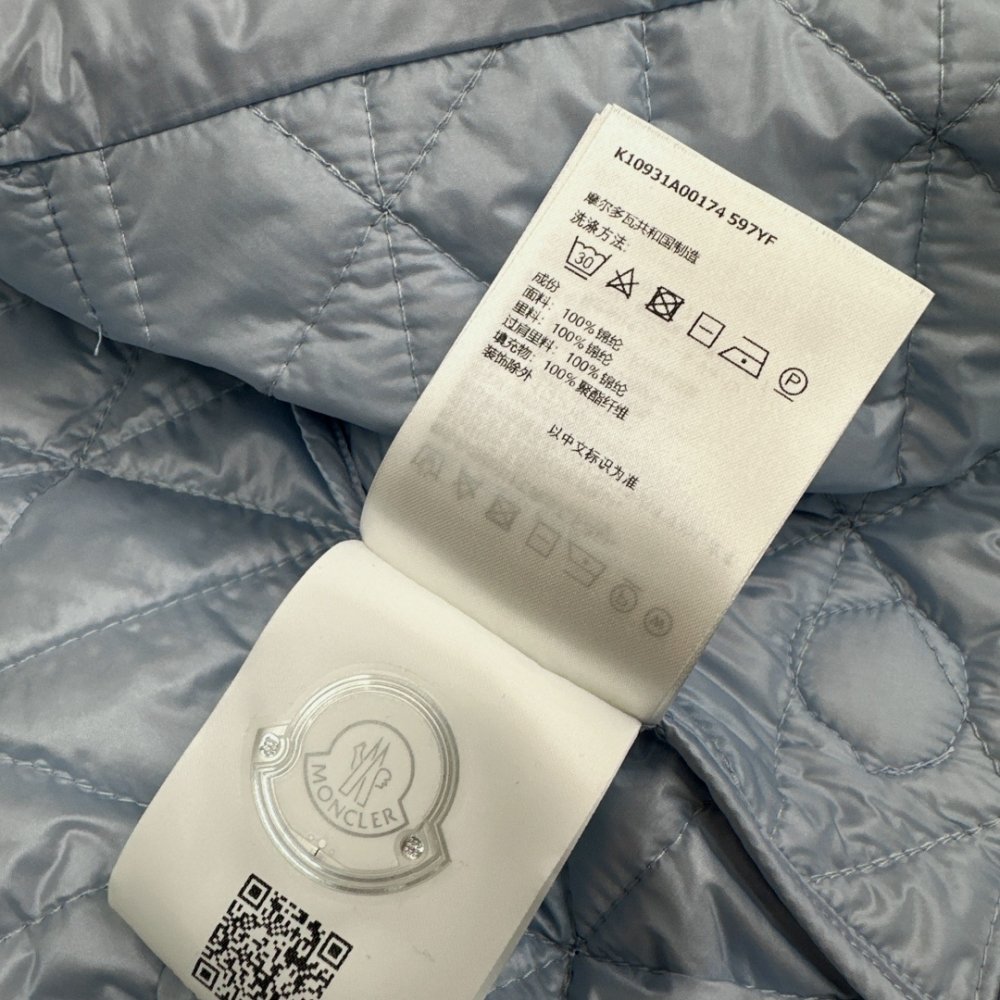 K10931A00174 597YF
摩尔多瓦共和国制造
洗涤方法:
30
P
成份
面料: 100% 锦纶
里料: 100% 锦纶
过肩里料: 100% 锦纶
填充物: 100% 聚酯纤维
装饰除外
以中文标识为准
W
MONCLER